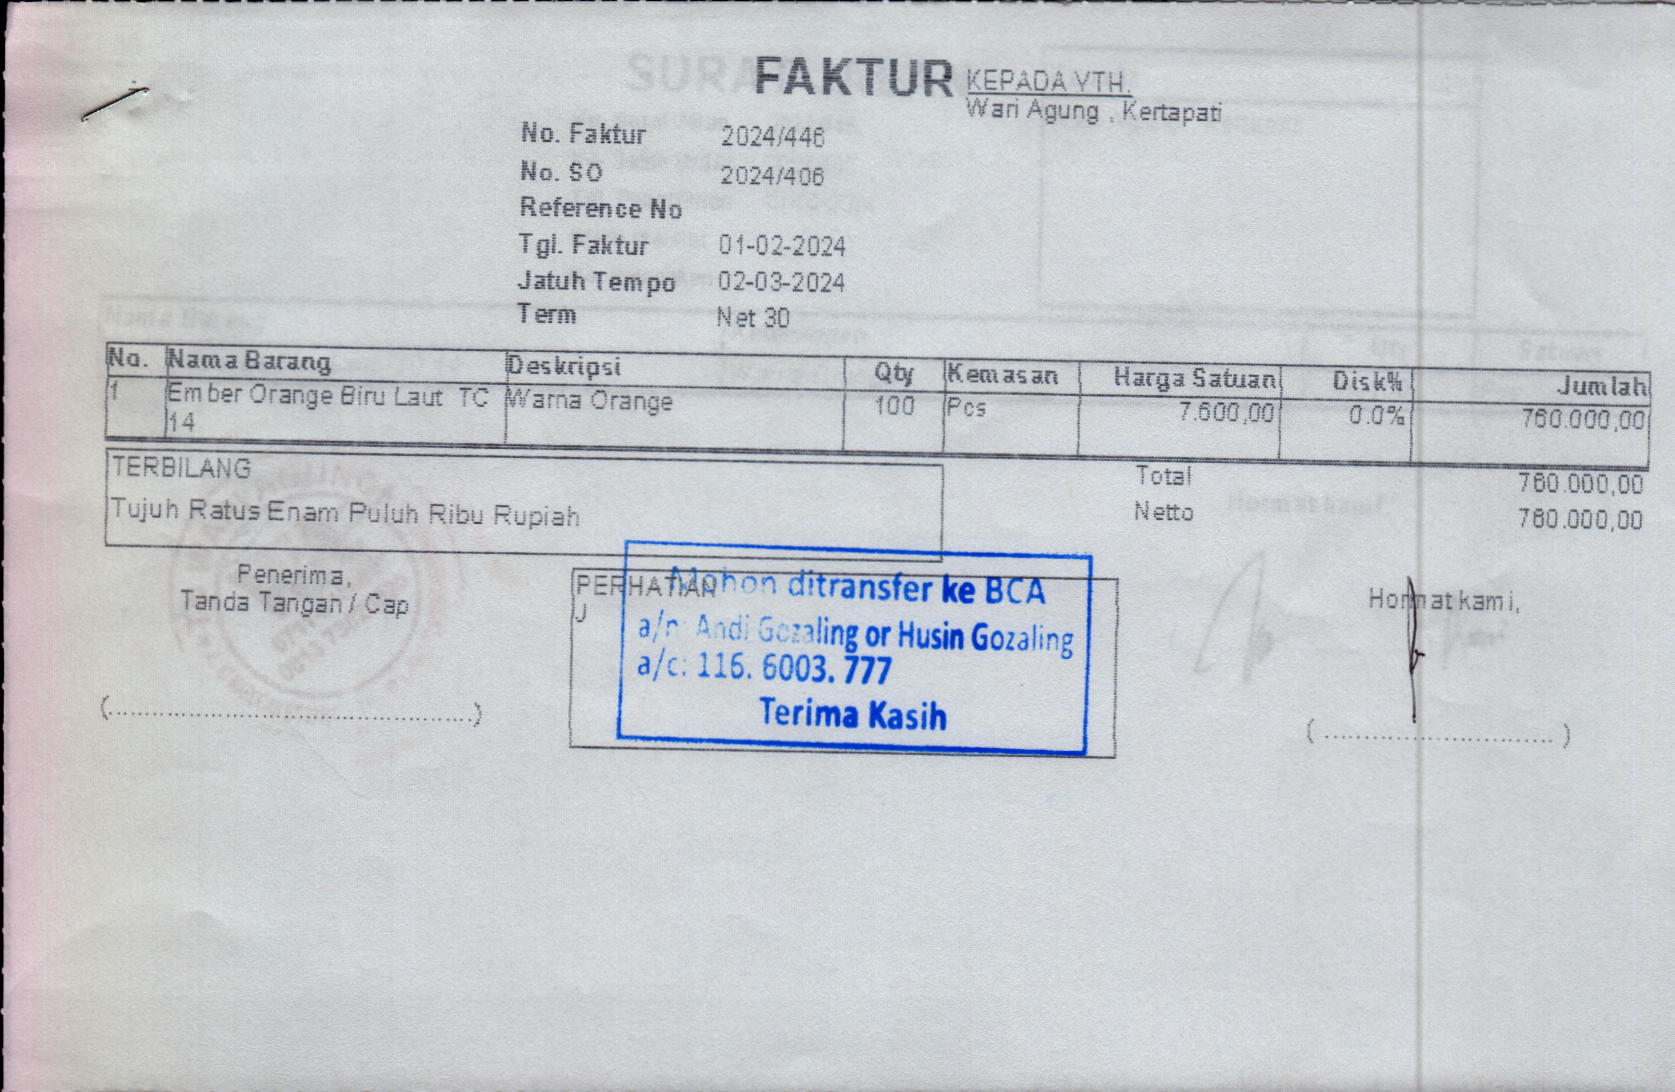 FAKTUR
KEPADA YTH.
Wari Agung , Kertapati
No. Faktur 2024/446
No. SO 2024/406
Reference No
Tgl. Faktur 01-02-2024
Jatuh Tempo 02-03-2024
Term Net 30
No. Nama Barang Deskripsi Qty Kemasan Harga Satuan Disk% Jumlah
1 Ember Orange Biru Laut TC Warna Orange 100 Pcs 7.600,00 0.0% 760.000,00
14
TERBILANG
Tujuh Ratus Enam Puluh Ribu Rupiah
Total 760.000,00
Netto 760.000,00
Penerima,
Tanda Tangan / Cap
(................................................)
PERHATIAN
J
Mohon ditransfer ke BCA
a/n: Andi Gozaling or Husin Gozaling
a/c: 116. 6003. 777
Terima Kasih
Hormat kami,
(..............................)